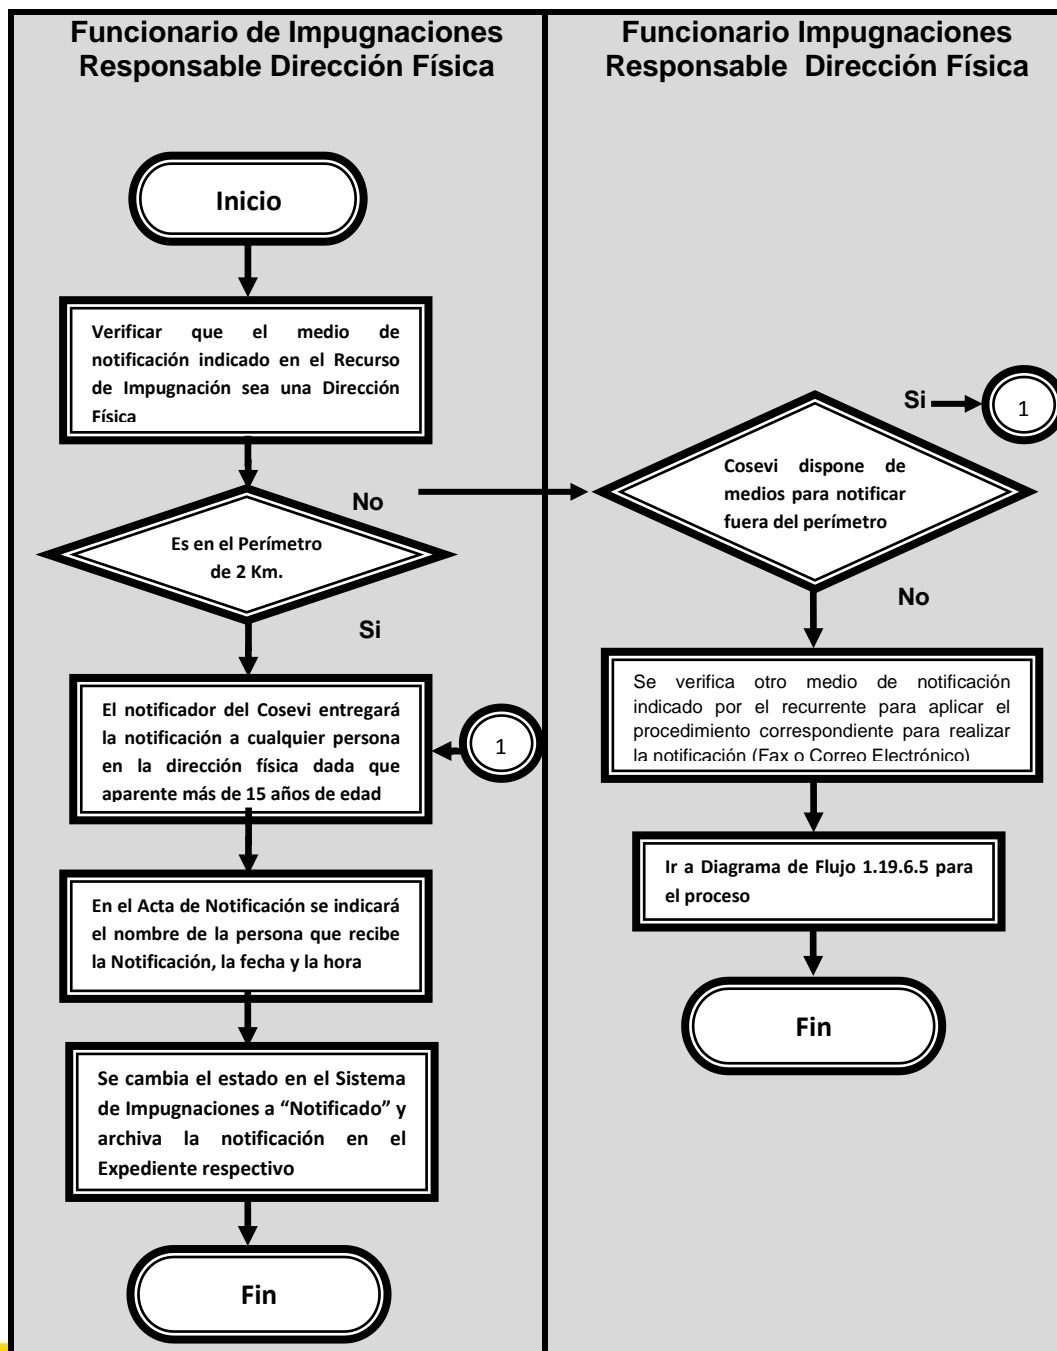 Funcionario de Impugnaciones
Responsable Dirección Física
Inicio
Verificar que el medio de
notificación indicado en el Recurso
de Impugnación sea una Dirección
Física
No
Es en el Perímetro
de 2 Km.
Si
El notificador del Cosevi entregará
la notificación a cualquier persona
en la dirección física dada que
aparente más de 15 años de edad
1
En el Acta de Notificación se indicará
el nombre de la persona que recibe
la Notificación, la fecha y la hora
Se cambia el estado en el Sistema
de Impugnaciones a “Notificado” y
archiva la notificación en el
Expediente respectivo
Fin
Funcionario Impugnaciones
Responsable Dirección Física
Si
1
Cosevi dispone de
medios para notificar
fuera del perímetro
No
Se verifica otro medio de notificación
indicado por el recurrente para aplicar el
procedimiento correspondiente para realizar
la notificación (Fax o Correo Electrónico)
Ir a Diagrama de Flujo 1.19.6.5 para
el proceso
Fin